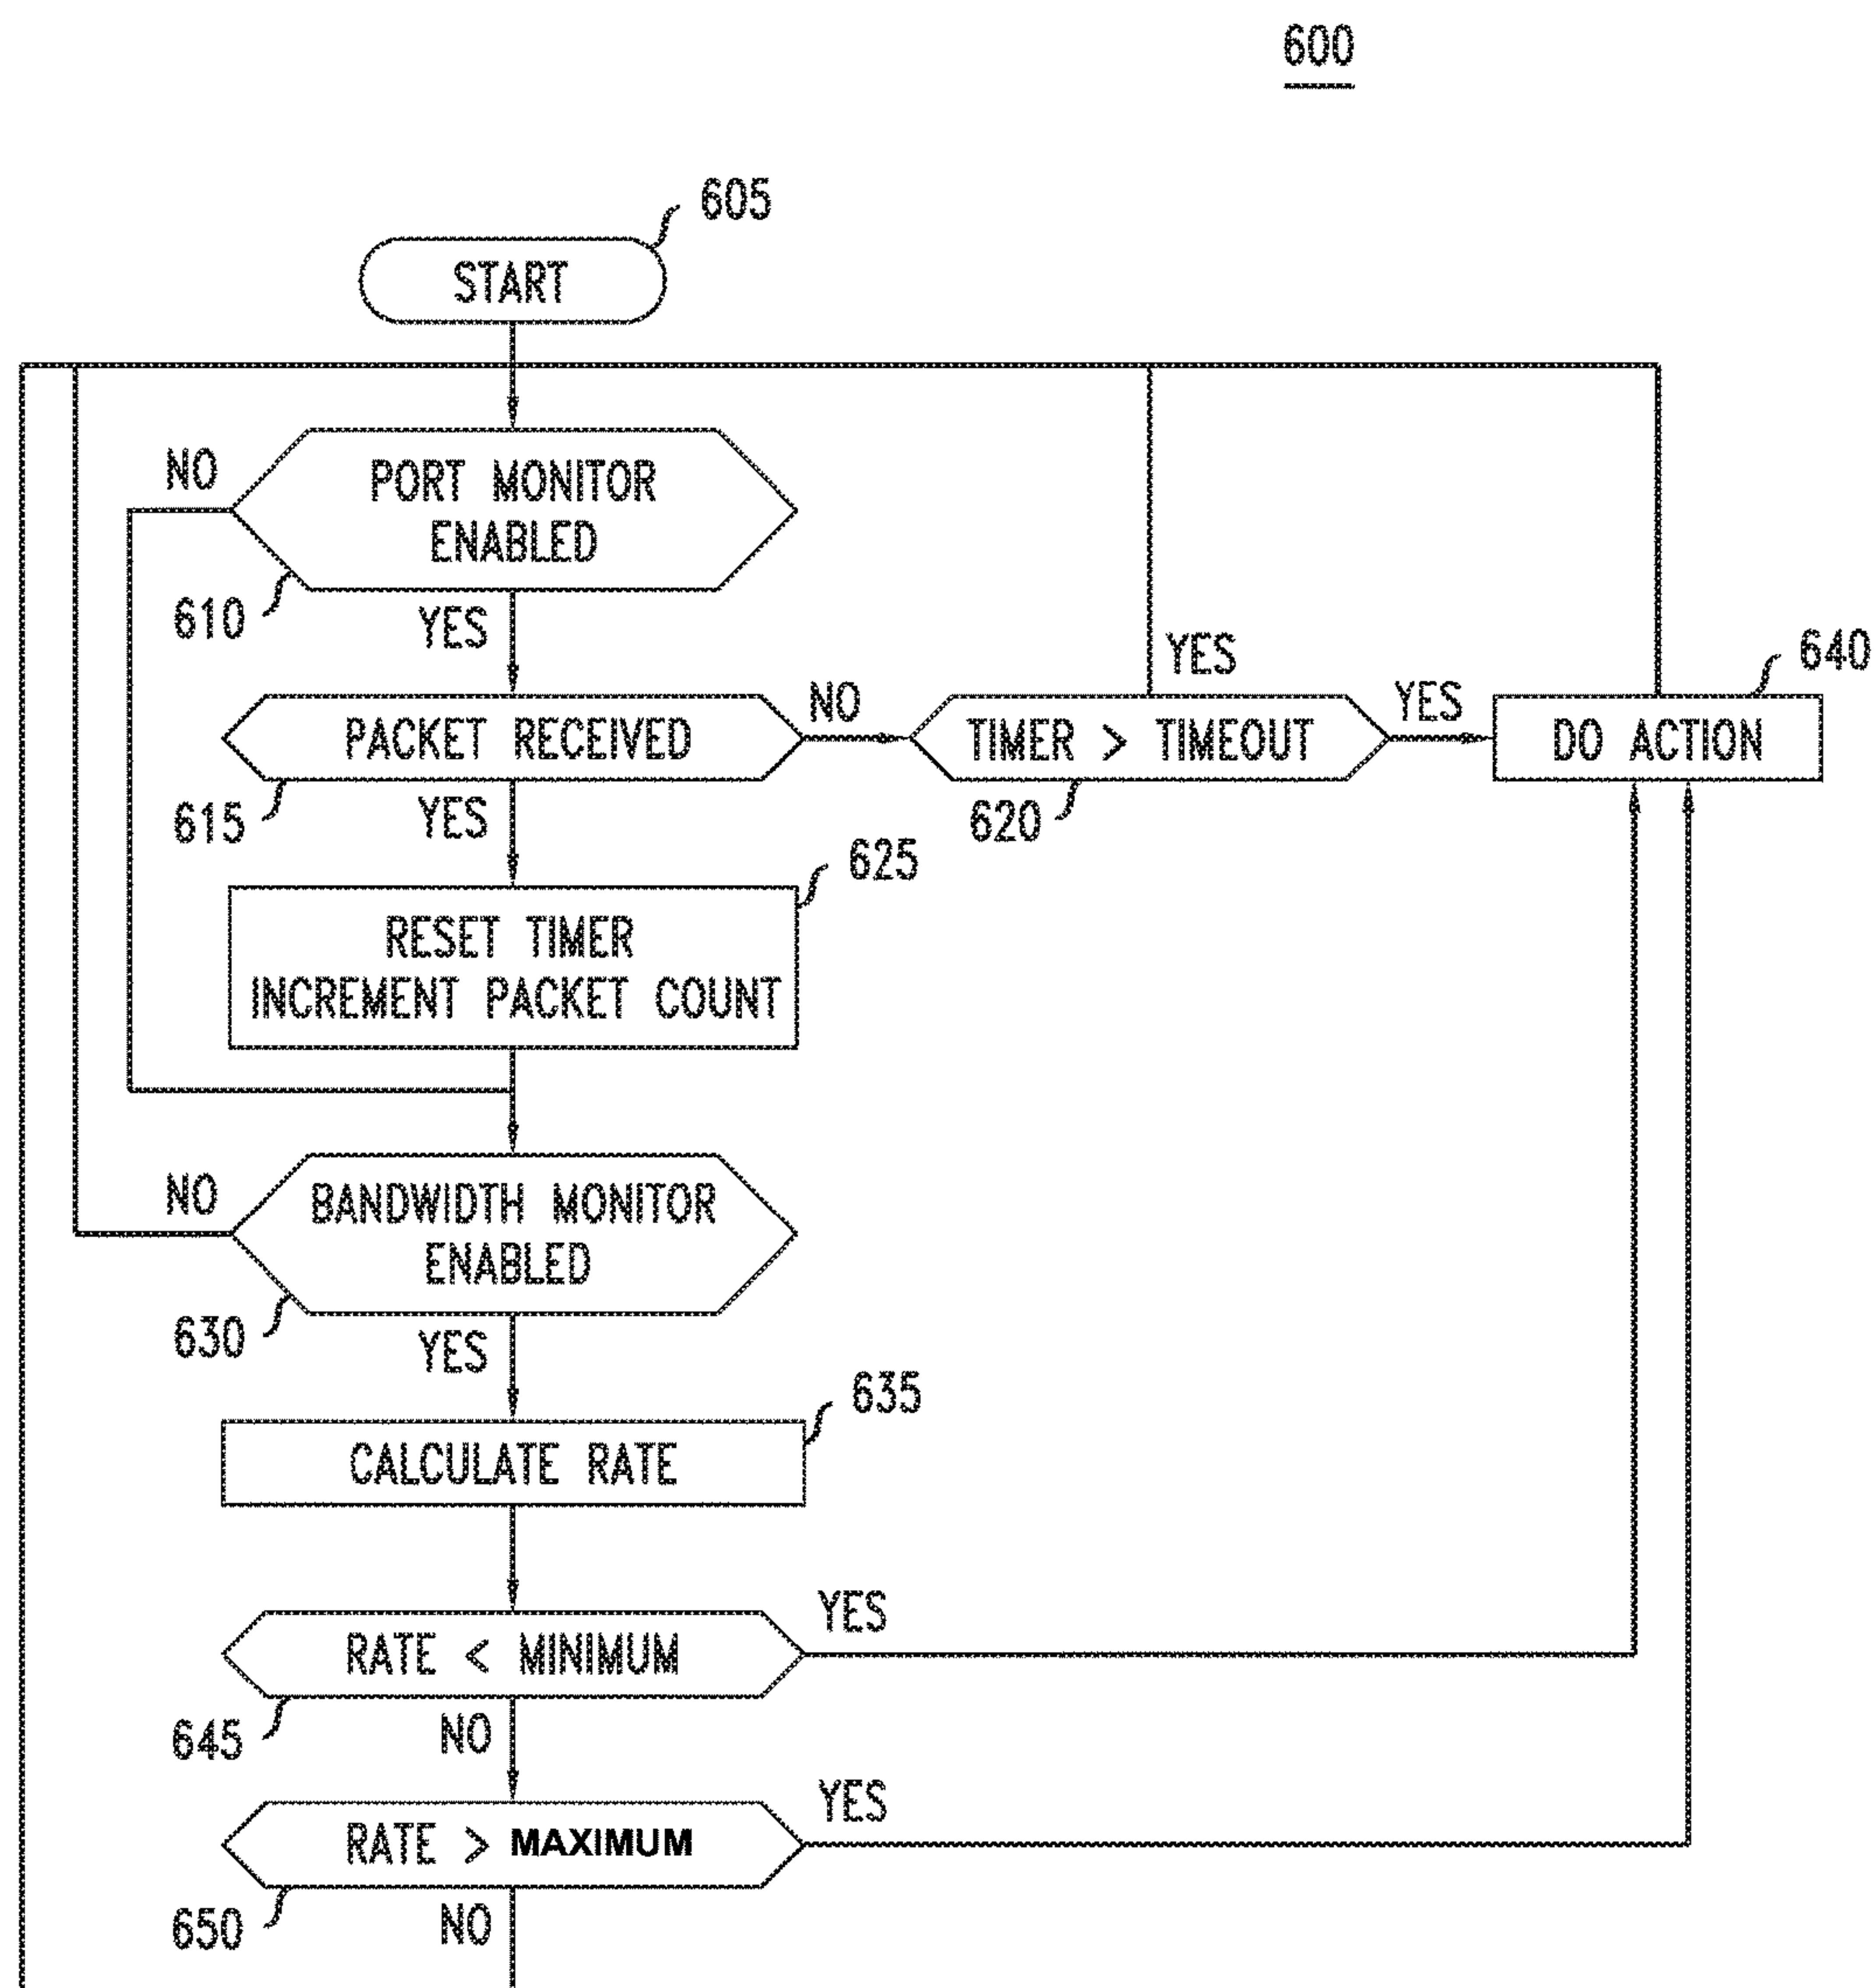 600
605
START
NO
PORT MONITOR
ENABLED
610
YES
YES
640
PACKET RECEIVED
NO
TIMER > TIMEOUT
YES
DO ACTION
615
YES
620
625
RESET TIMER
INCREMENT PACKET COUNT
NO
BANDWIDTH MONITOR
ENABLED
630
YES
635
CALCULATE RATE
YES
RATE < MINIMUM
645
NO
YES
RATE > MAXIMUM
650
NO